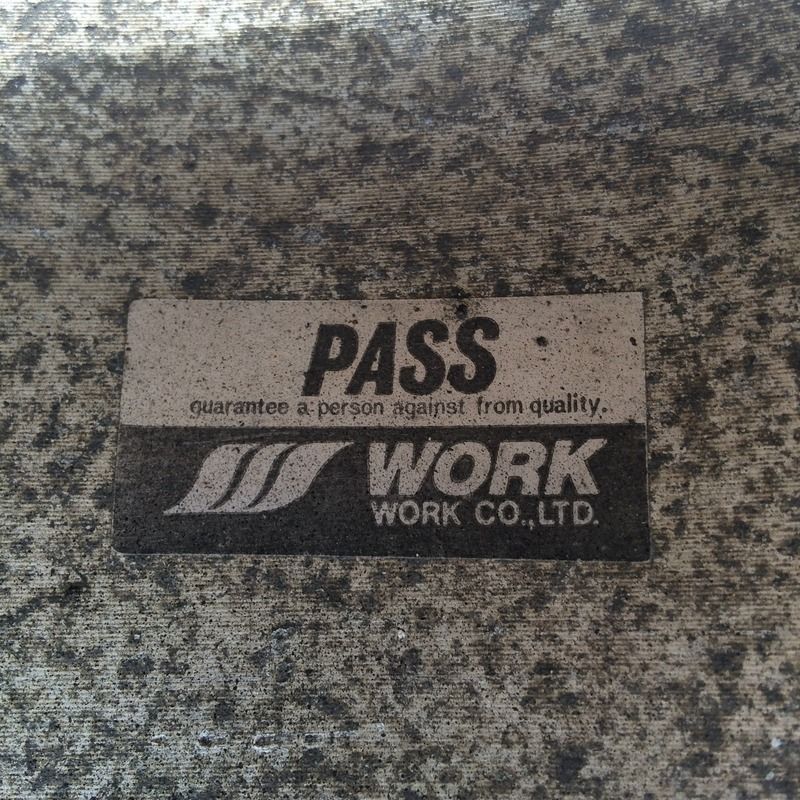 PASS
guarantee a person against from quality.
WORK
WORK CO.,LTD.